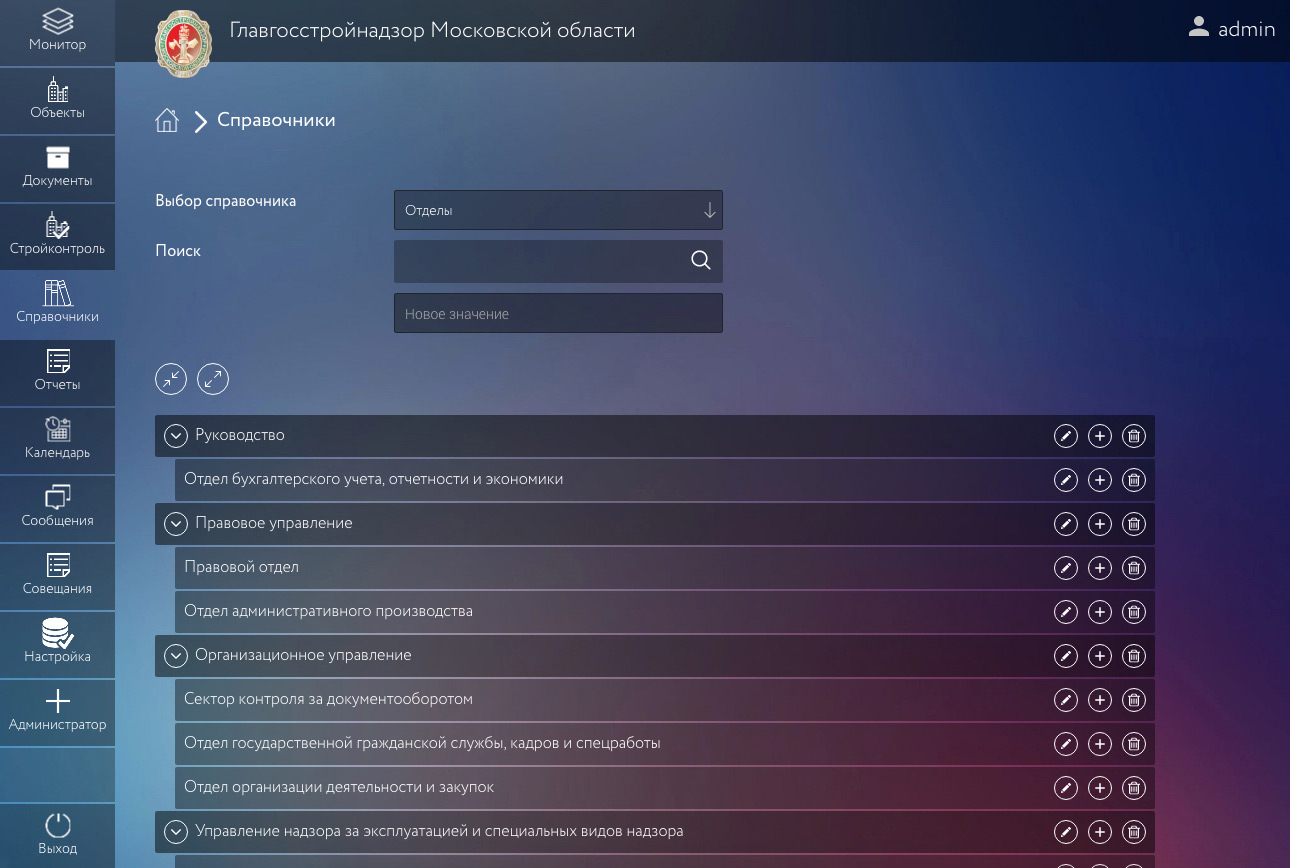 Монитор
Объекты
Документы
Стройконтроль
Справочники
Отчеты
Календарь
Сообщения
Совещания
Настройка
Администратор
Выход
Главгосстройнадзор Московской области
admin
Справочники
Выбор справочника
Отделы
Поиск
Новое значение
Руководство
Отдел бухгалтерского учета, отчетности и экономики
Правовое управление
Правовой отдел
Отдел административного производства
Организационное управление
Сектор контроля за документооборотом
Отдел государственной гражданской службы, кадров и спецработы
Отдел организации деятельности и закупок
Управление надзора за эксплуатацией и специальных видов надзора